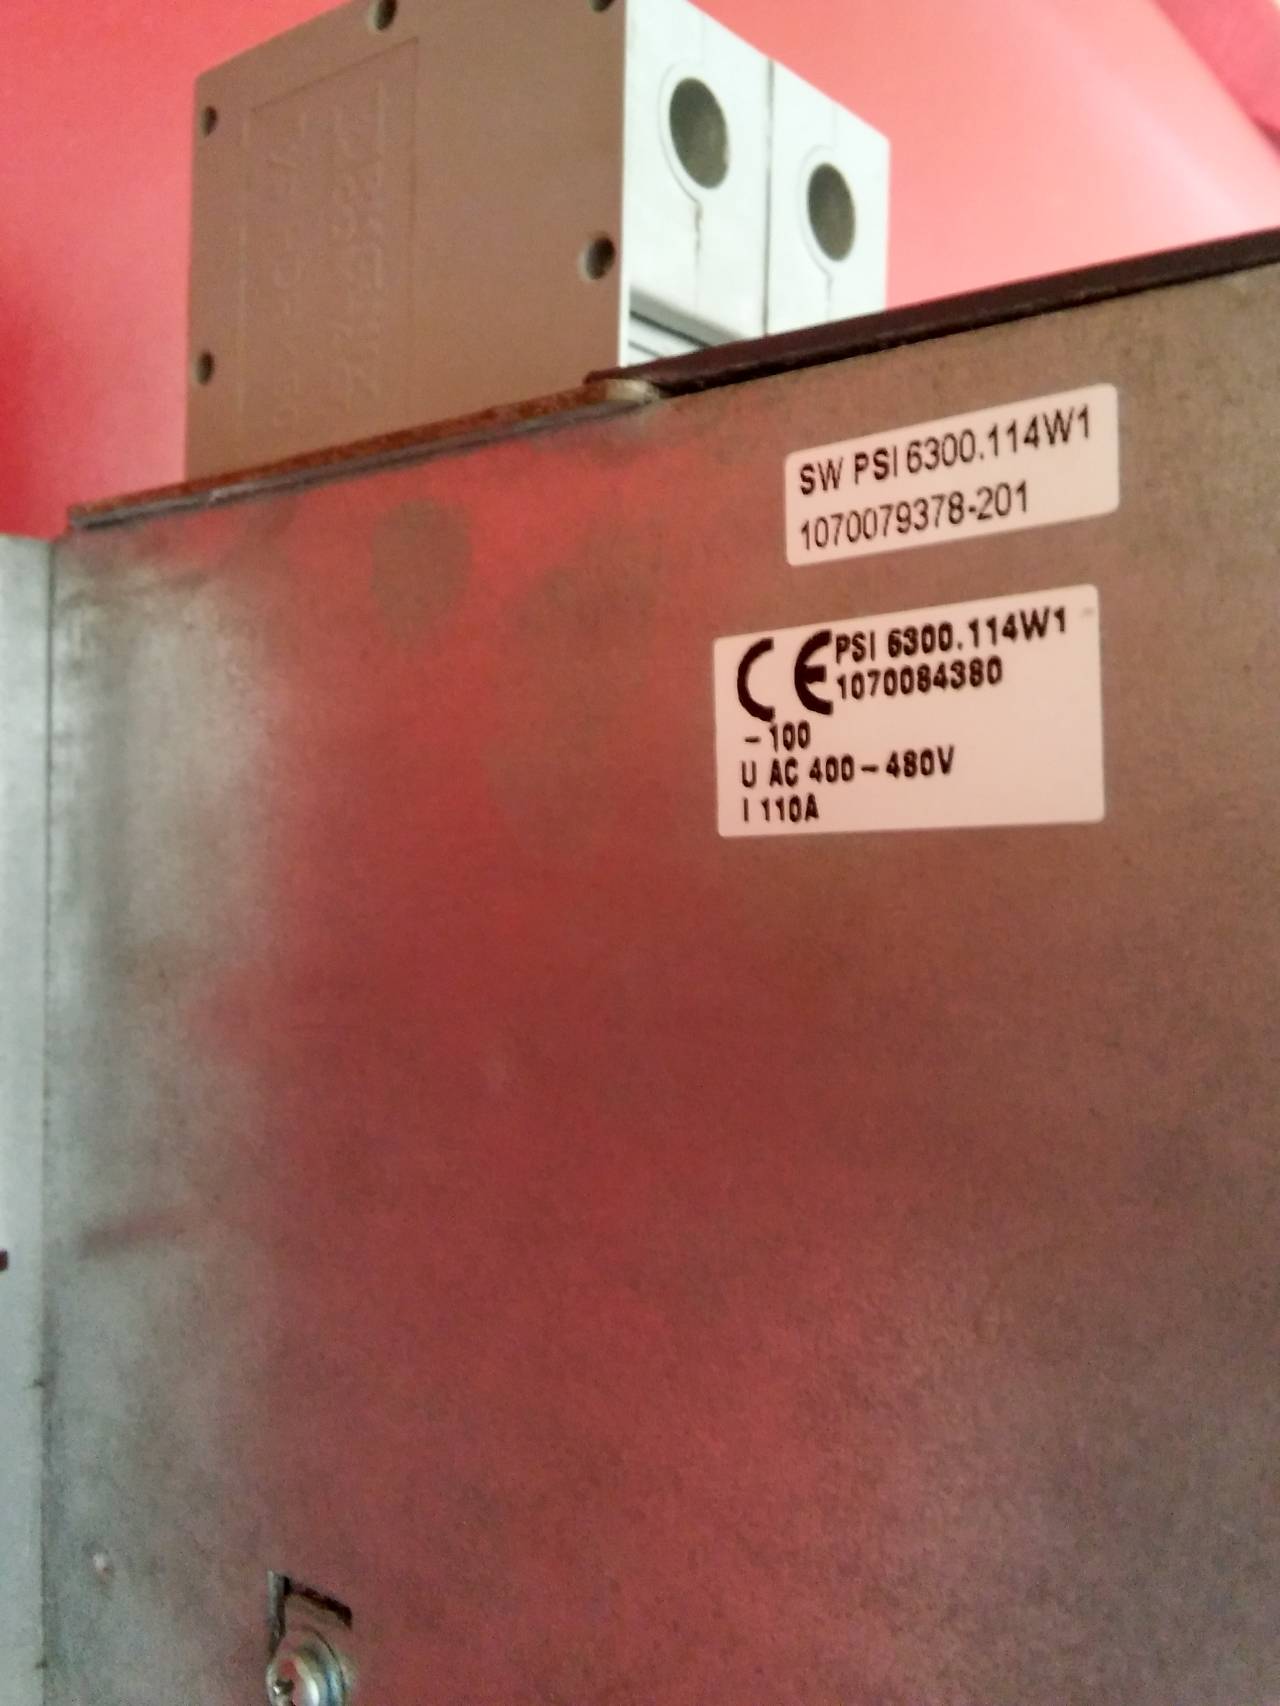 SW PSI 6300.114W1
1070079378-201
CE PSI 6300.114W1
1070084380
-100
U AC 400-480V
I 110A